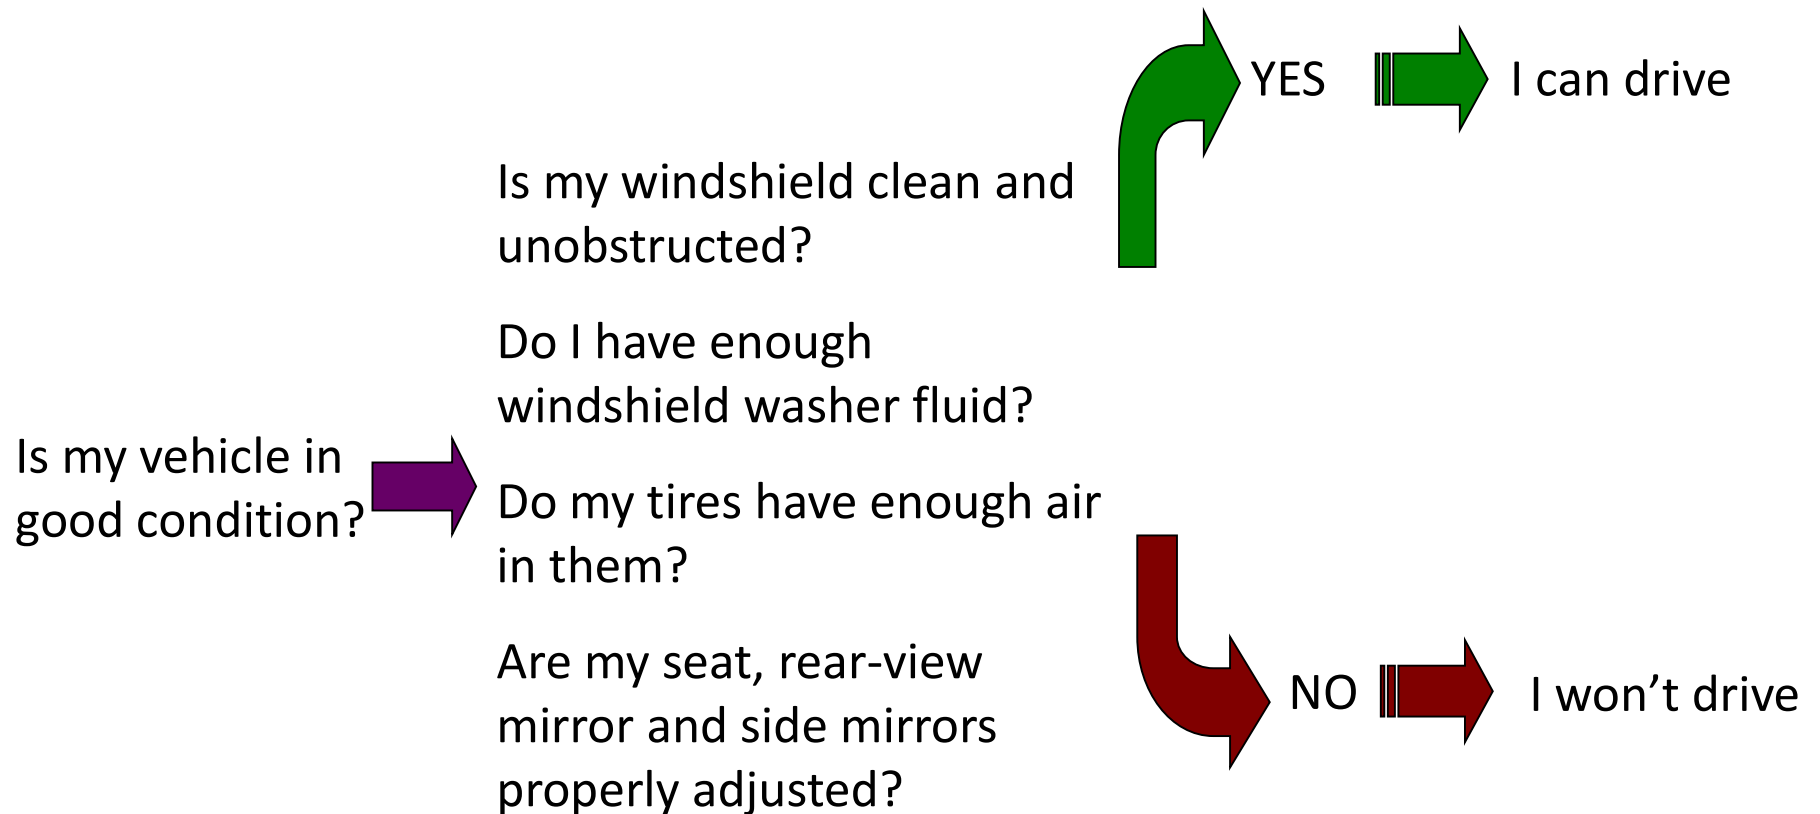 Is my vehicle in
good condition?
Is my windshield clean and
unobstructed?
Do I have enough
windshield washer fluid?
Do my tires have enough air
in them?
Are my seat, rear-view
mirror and side mirrors
properly adjusted?
YES
I can drive
NO
I won’t drive